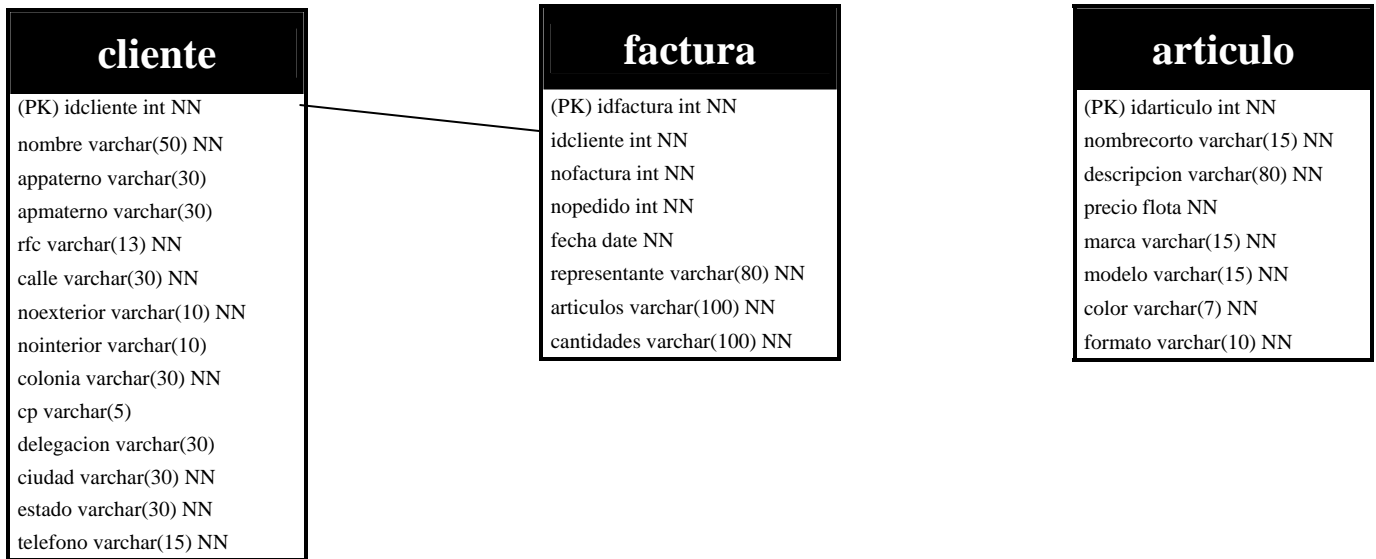 cliente
(PK) idcliente int NN
nombre varchar(50) NN
appaterno varchar(30)
apmaterno varchar(30)
rfc varchar(13) NN
calle varchar(30) NN
noexterior varchar(10) NN
nointerior varchar(10)
colonia varchar(30) NN
cp varchar(5)
delegacion varchar(30)
ciudad varchar(30) NN
estado varchar(30) NN
telefono varchar(15) NN
factura
(PK) idfactura int NN
idcliente int NN
nofactura int NN
nopedido int NN
fecha date NN
representante varchar(80) NN
articulos varchar(100) NN
cantidades varchar(100) NN
articulo
(PK) idarticulo int NN
nombrecorto varchar(15) NN
descripcion varchar(80) NN
precio flota NN
marca varchar(15) NN
modelo varchar(15) NN
color varchar(7) NN
formato varchar(10) NN